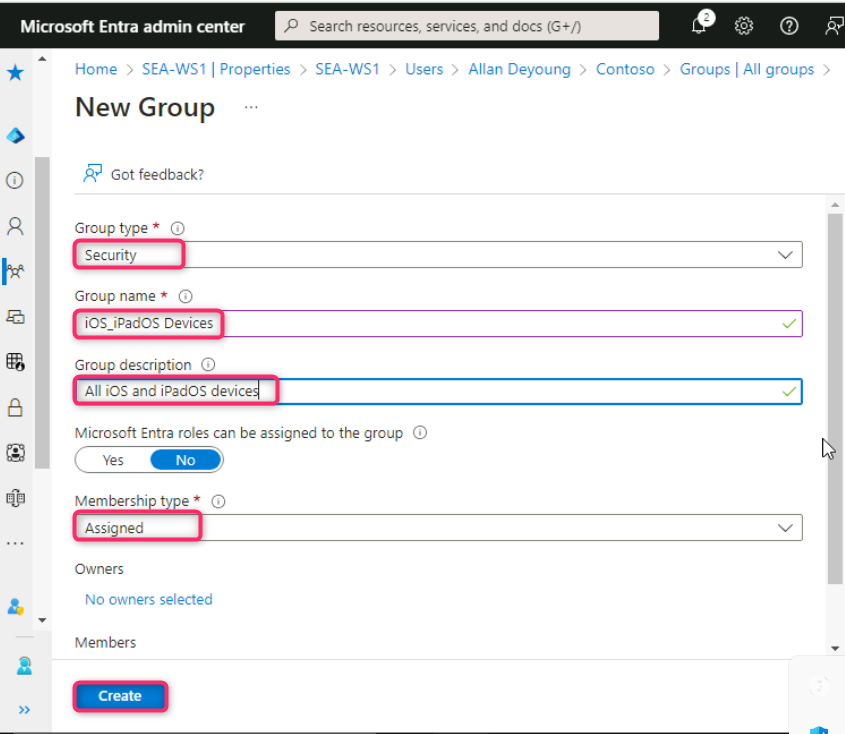 Microsoft Entra admin center
Search resources, services, and docs (G+/)
2
Home > SEA-WS1 | Properties > SEA-WS1 > Users > Allan Deyoung > Contoso > Groups | All groups >
New Group ...
Got feedback?
Group type *
Security
Group name *
iOS_iPadOS Devices
Group description
All iOS and iPadOS devices
Microsoft Entra roles can be assigned to the group
Yes No
Membership type *
Assigned
Owners
No owners selected
Members
Create